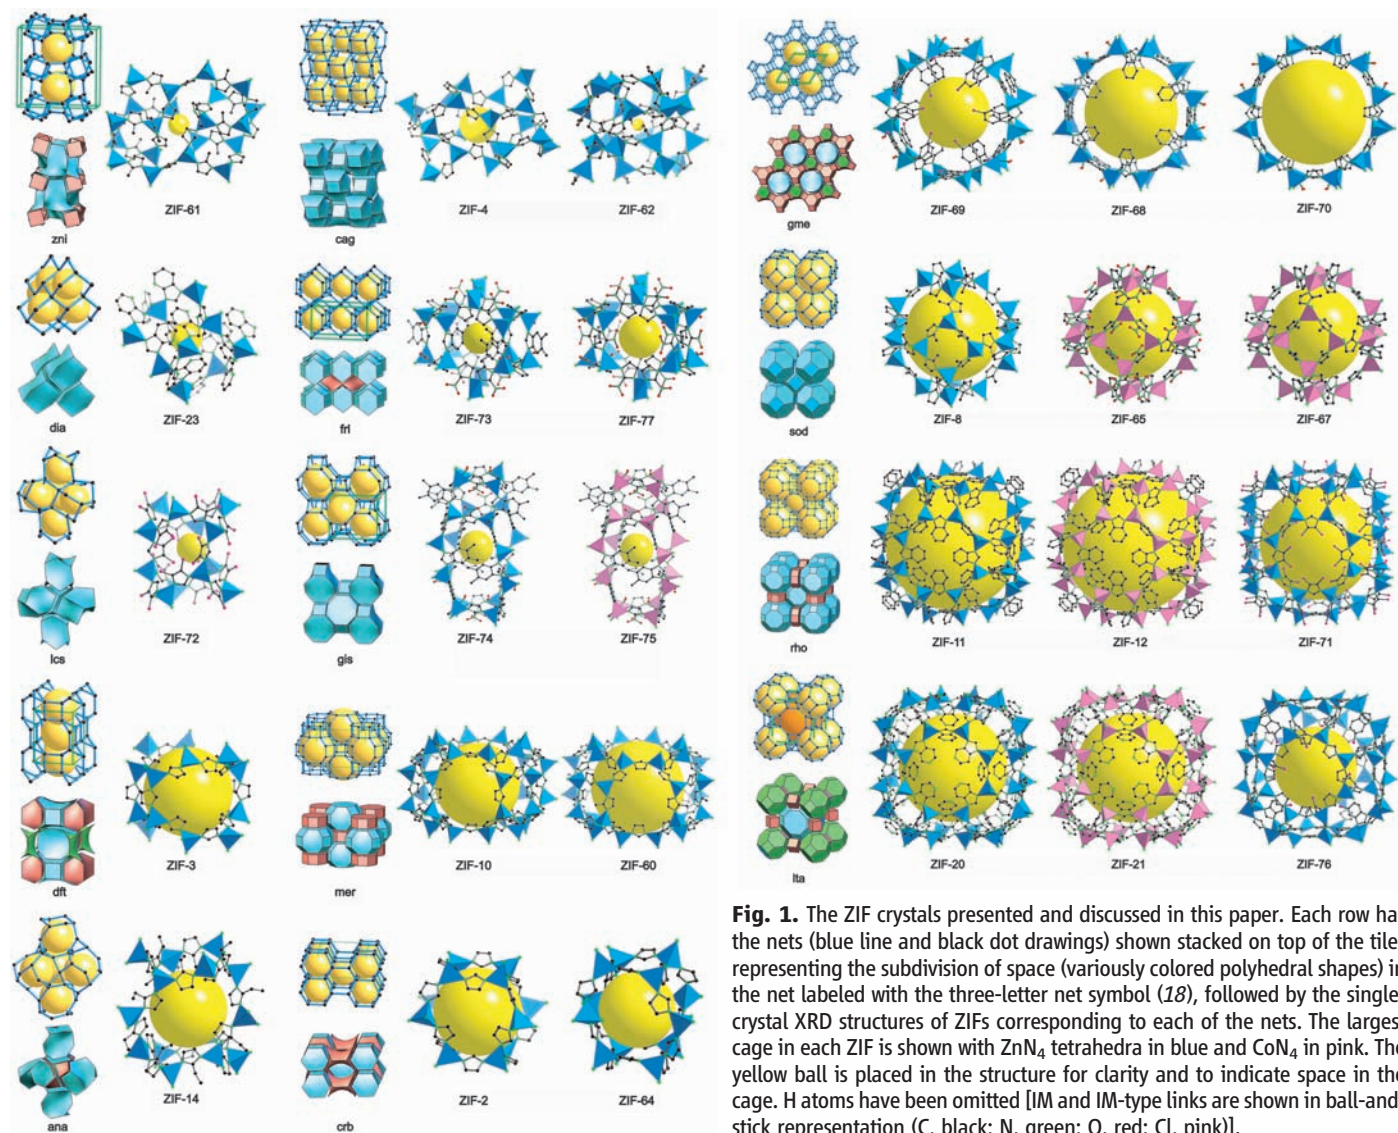 ZIF-61
zni
ZIF-4
ZIF-62
cag
ZIF-23
dia
ZIF-73
ZIF-77
frl
ZIF-72
lcs
ZIF-74
ZIF-75
gis
ZIF-3
dft
ZIF-10
ZIF-60
mer
ZIF-14
ana
ZIF-2
ZIF-64
crb
ZIF-69
ZIF-68
ZIF-70
gme
ZIF-8
ZIF-65
ZIF-67
sod
ZIF-11
ZIF-12
ZIF-71
rho
ZIF-20
ZIF-21
ZIF-76
lta
Fig. 1. The ZIF crystals presented and discussed in this paper. Each row ha
the nets (blue line and black dot drawings) shown stacked on top of the tile
representing the subdivision of space (variously colored polyhedral shapes) in
the net labeled with the three-letter net symbol (18), followed by the single
crystal XRD structures of ZIFs corresponding to each of the nets. The larges
cage in each ZIF is shown with ZnN₄ tetrahedra in blue and CoN₄ in pink. The
yellow ball is placed in the structure for clarity and to indicate space in the
cage. H atoms have been omitted [IM and IM-type links are shown in ball-and
stick representation (C, black; N, green; O, red; Cl, pink)].